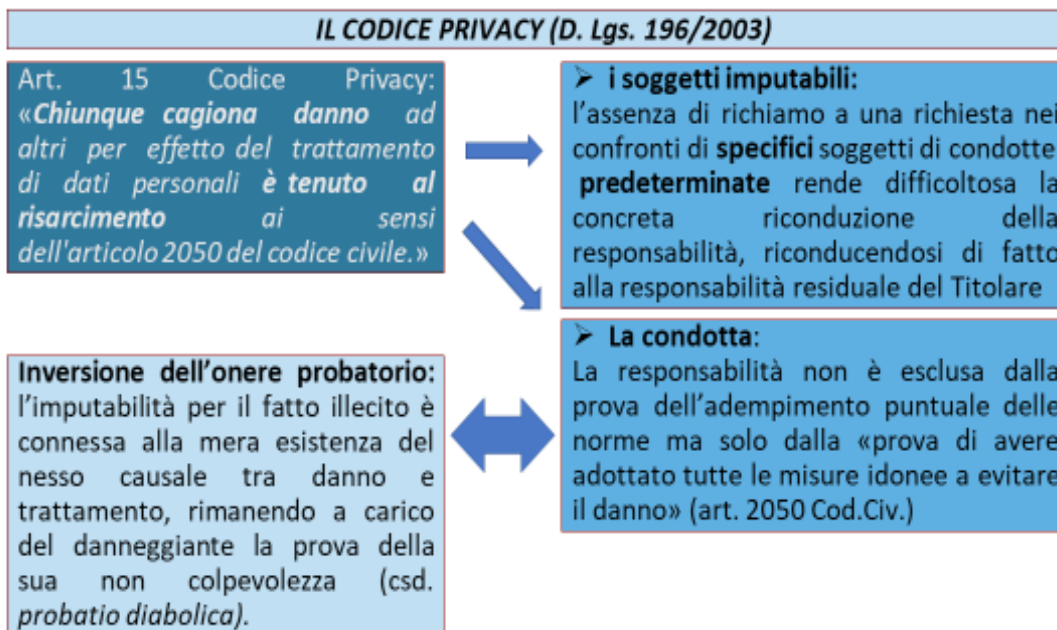 IL CODICE PRIVACY (D. Lgs. 196/2003)
Art. 15 Codice Privacy:
«Chiunque cagiona danno ad
altri per effetto del trattamento
di dati personali è tenuto al
risarcimento ai sensi
dell'articolo 2050 del codice civile.»
➤ i soggetti imputabili:
l'assenza di richiamo a una richiesta nei
confronti di specifici soggetti di condotte
predeterminate rende difficoltosa la
concreta riconduzione della
responsabilità, riconducendosi di fatto
alla responsabilità residuale del Titolare
➤ La condotta:
La responsabilità non è esclusa dalla
prova dell'adempimento puntuale delle
norme ma solo dalla «prova di avere
adottato tutte le misure idonee a evitare
il danno» (art. 2050 Cod.Civ.)
Inversione dell'onere probatorio:
l'imputabilità per il fatto illecito è
connessa alla mera esistenza del
nesso causale tra danno e
trattamento, rimanendo a carico
del danneggiante la prova della
sua non colpevolezza (csd.
probatio diabolica).